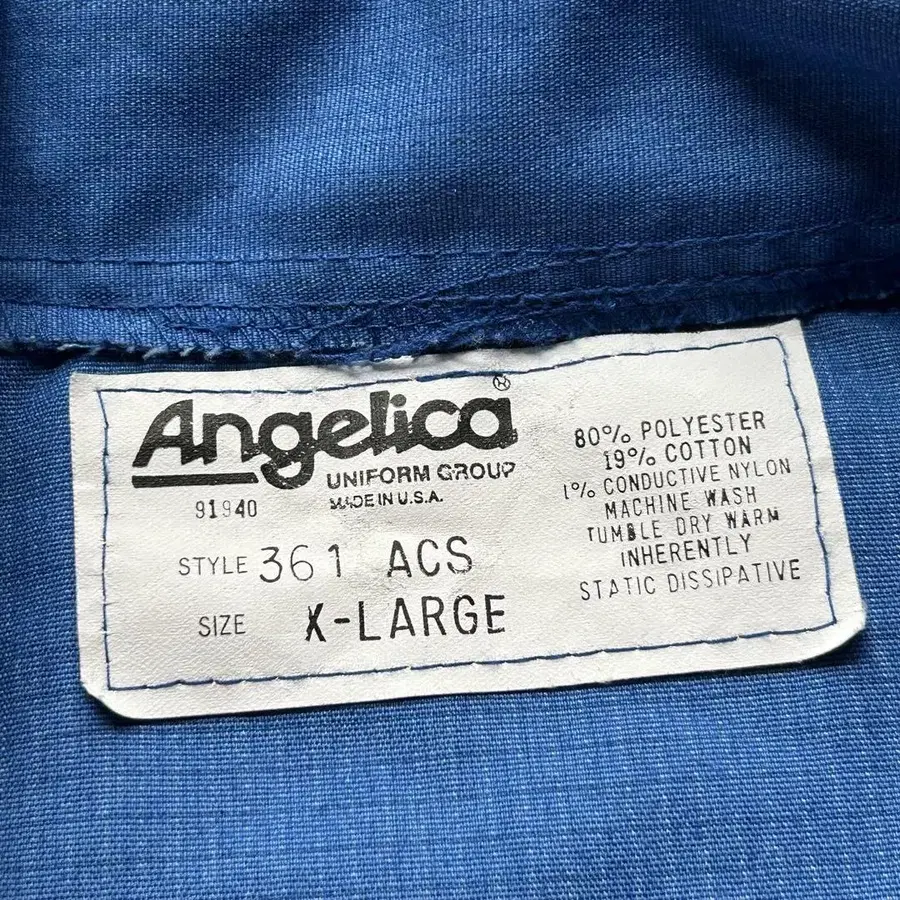 Angelica®
UNIFORM GROUP
91940
MADE IN U.S.A.
STYLE 361 ACS
SIZE X-LARGE
80% POLYESTER
19% COTTON
1% CONDUCTIVE NYLON
MACHINE WASH
TUMBLE DRY WARM
INHERENTLY
STATIC DISSIPATIVE